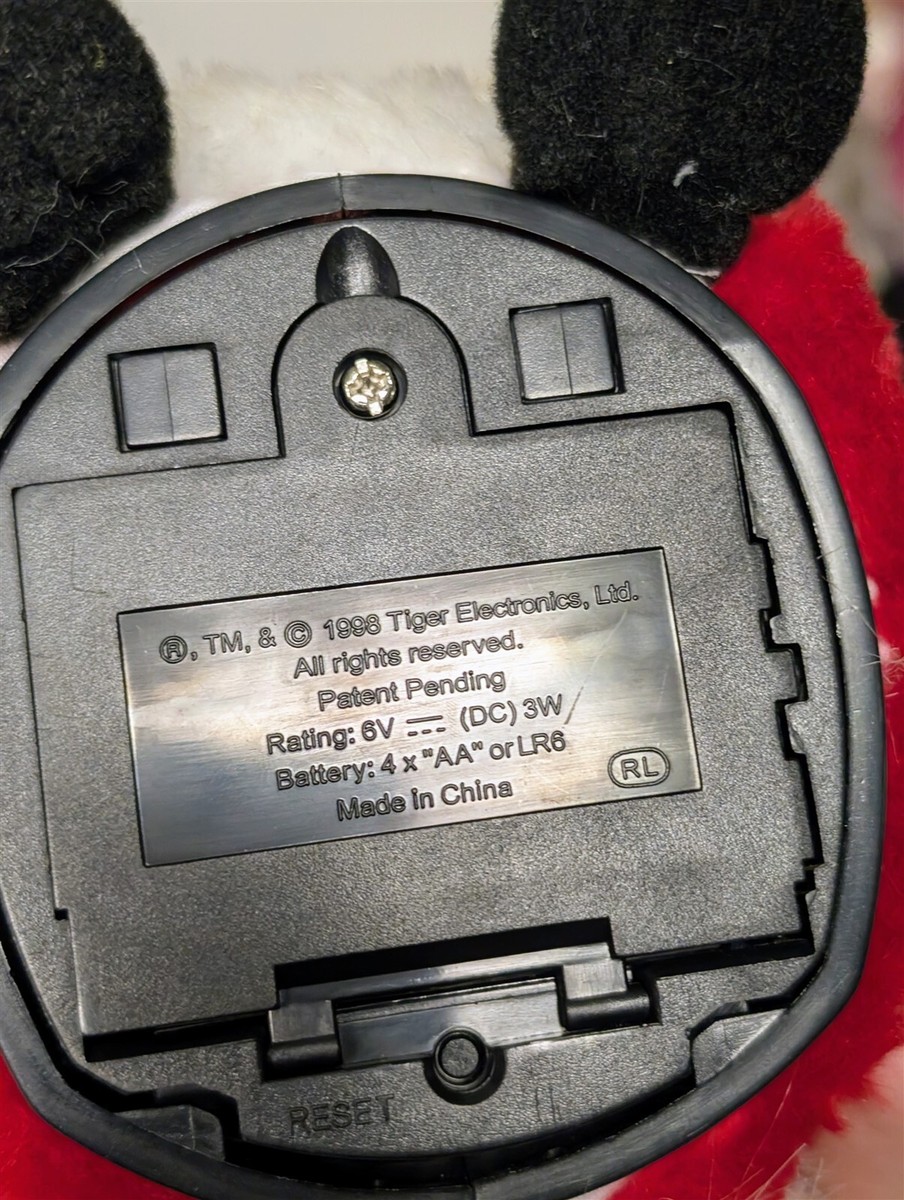 ®, TM, & © 1998 Tiger Electronics, Ltd.
All rights reserved.
Patent Pending
Rating: 6V ⎓ (DC) 3W
Battery: 4 x "AA" or LR6
Made in China
RL
RESET